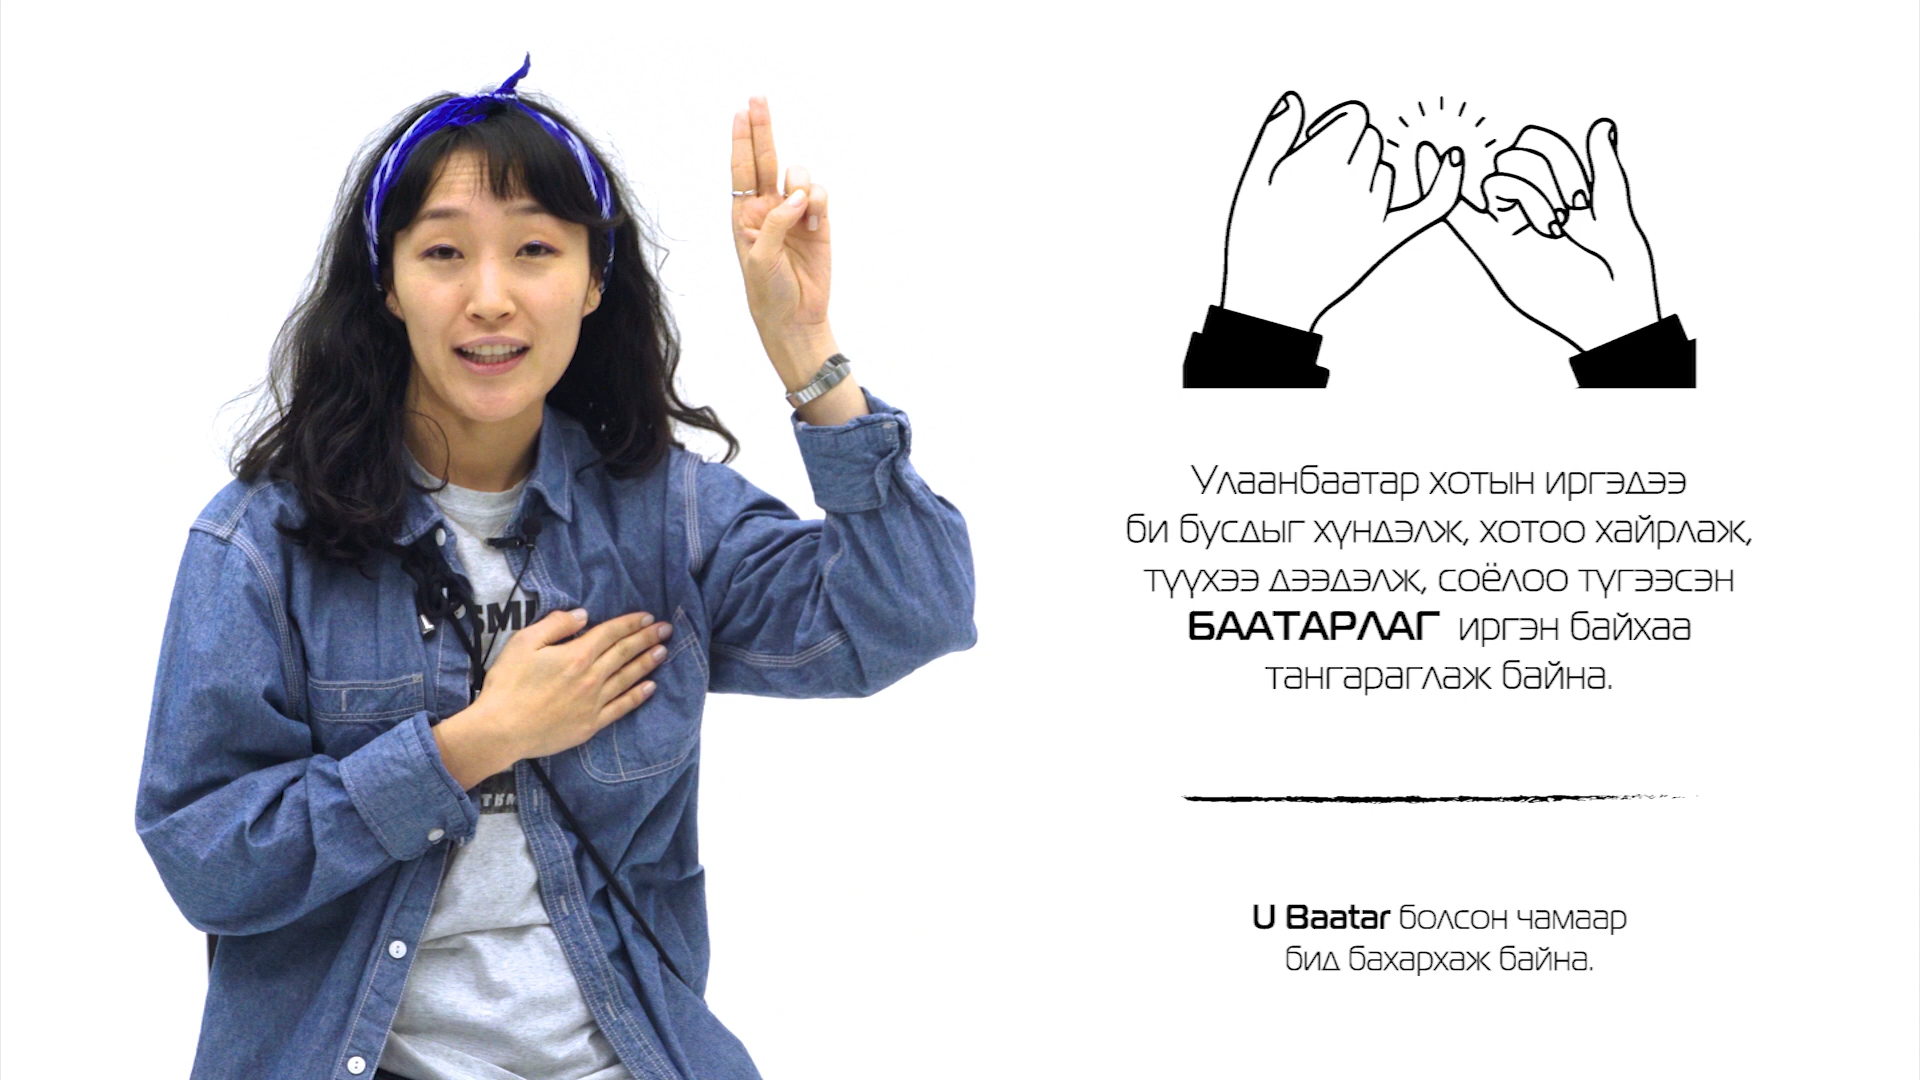 Улаанбаатар хотын иргэдээ
би бусдыг хүндэлж, хотоо хайрлаж,
түүхээ дээдэлж, соёлоо түгээсэн
БААТАРЛАГ иргэн байхаа
тангараглаж байна.
U Baatar болсон чамаар
бид бахархаж байна.